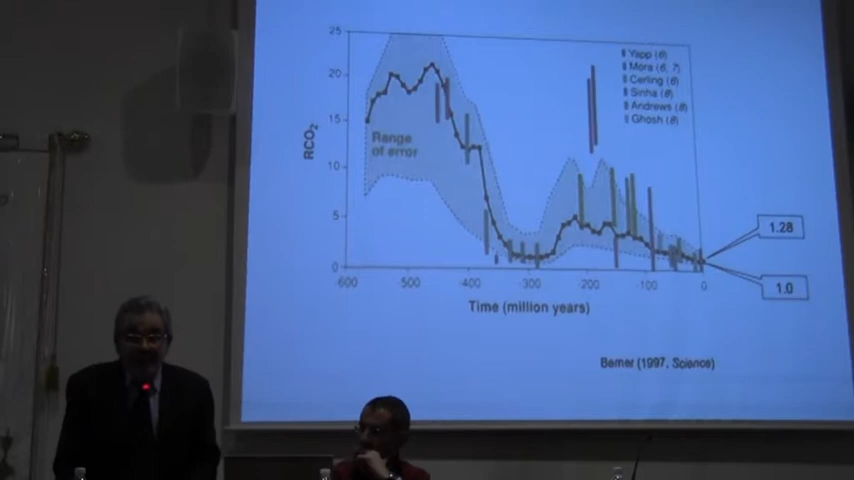 25
20
15
10
5
0
RCO2
Range
of error
Yapp (6)
Mora (6, 7)
Cerling (6)
Sinha (6)
Andrews (8)
Ghosh (8)
-600
-500
-400
-300
-200
-100
0
Time (million years)
1.28
1.0
Berner (1997, Science)